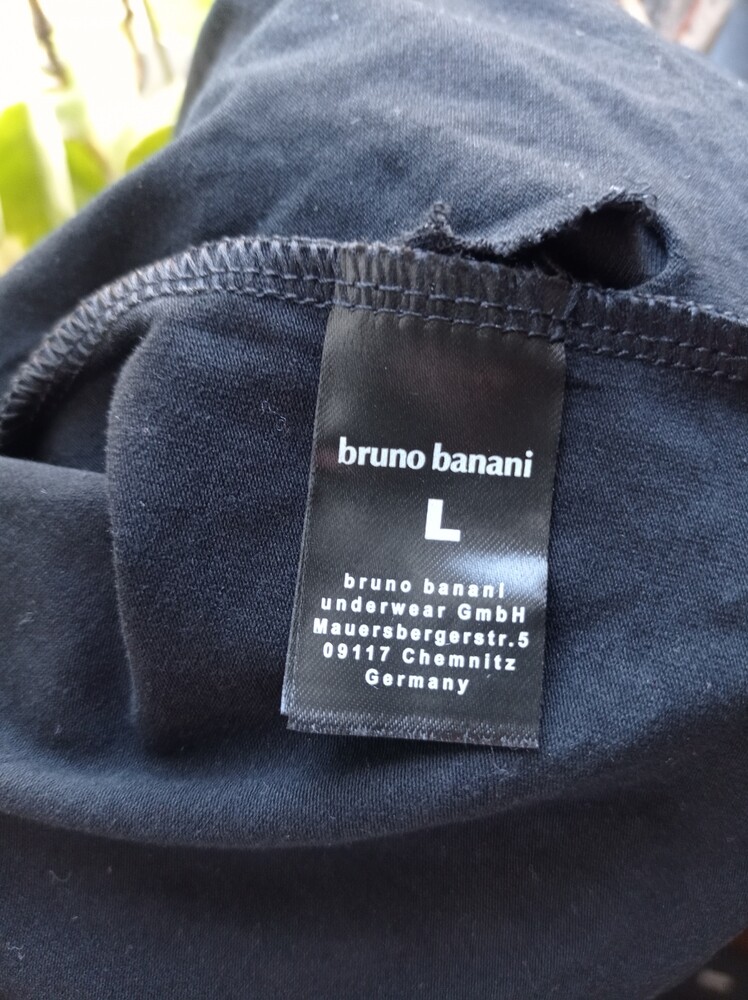 bruno banani
L
bruno banani
underwear GmbH
Mauersbergerstr.5
09117 Chemnitz
Germany